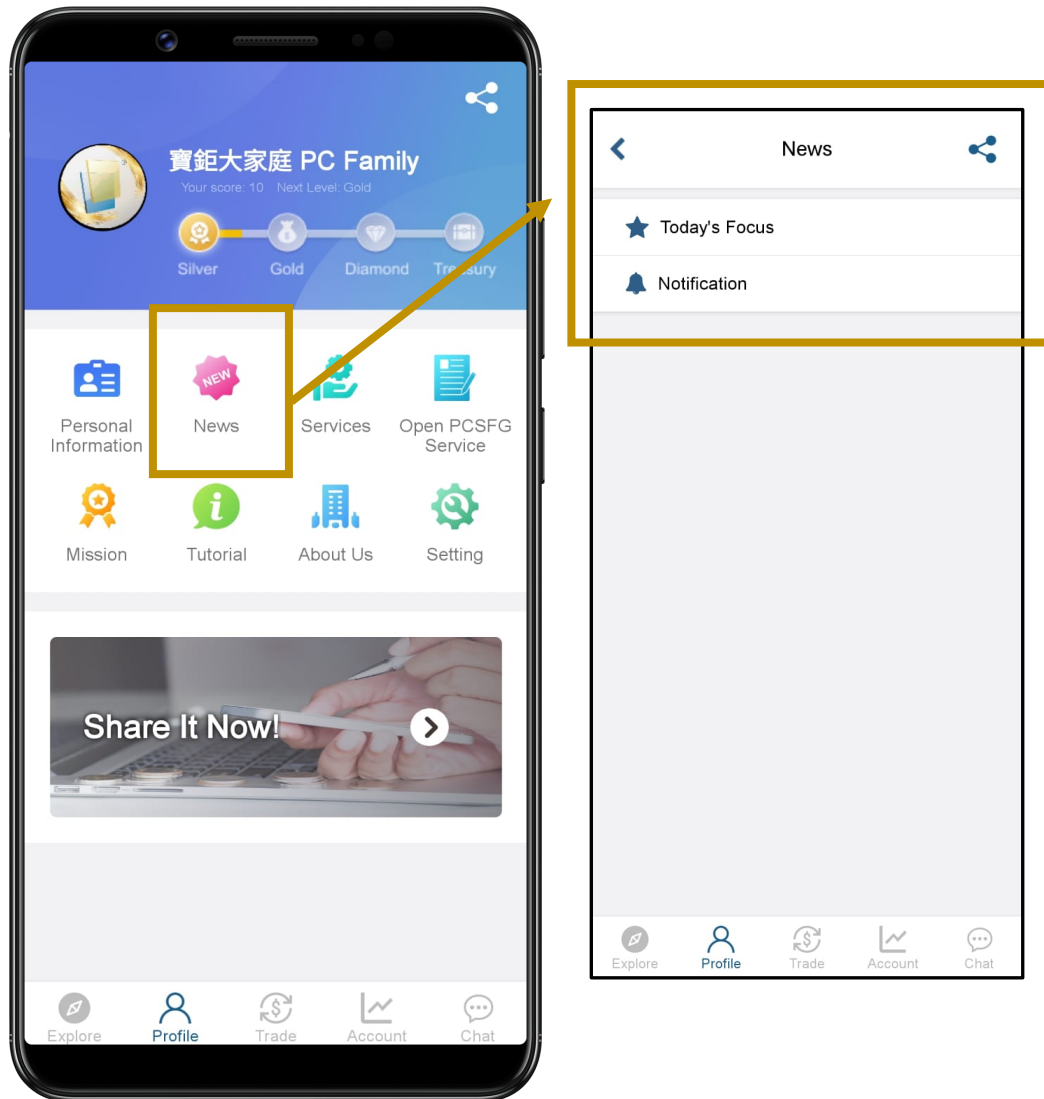 寶鉅大家庭 PC Family
Your score: 10 Next Level: Gold
Silver Gold Diamond Treasury
Personal Information
NEW
News
Services
Open PCSFG Service
Mission
Tutorial
About Us
Setting
Share It Now!
Explore Profile Trade Account Chat
News
Today's Focus
Notification
Explore Profile Trade Account Chat